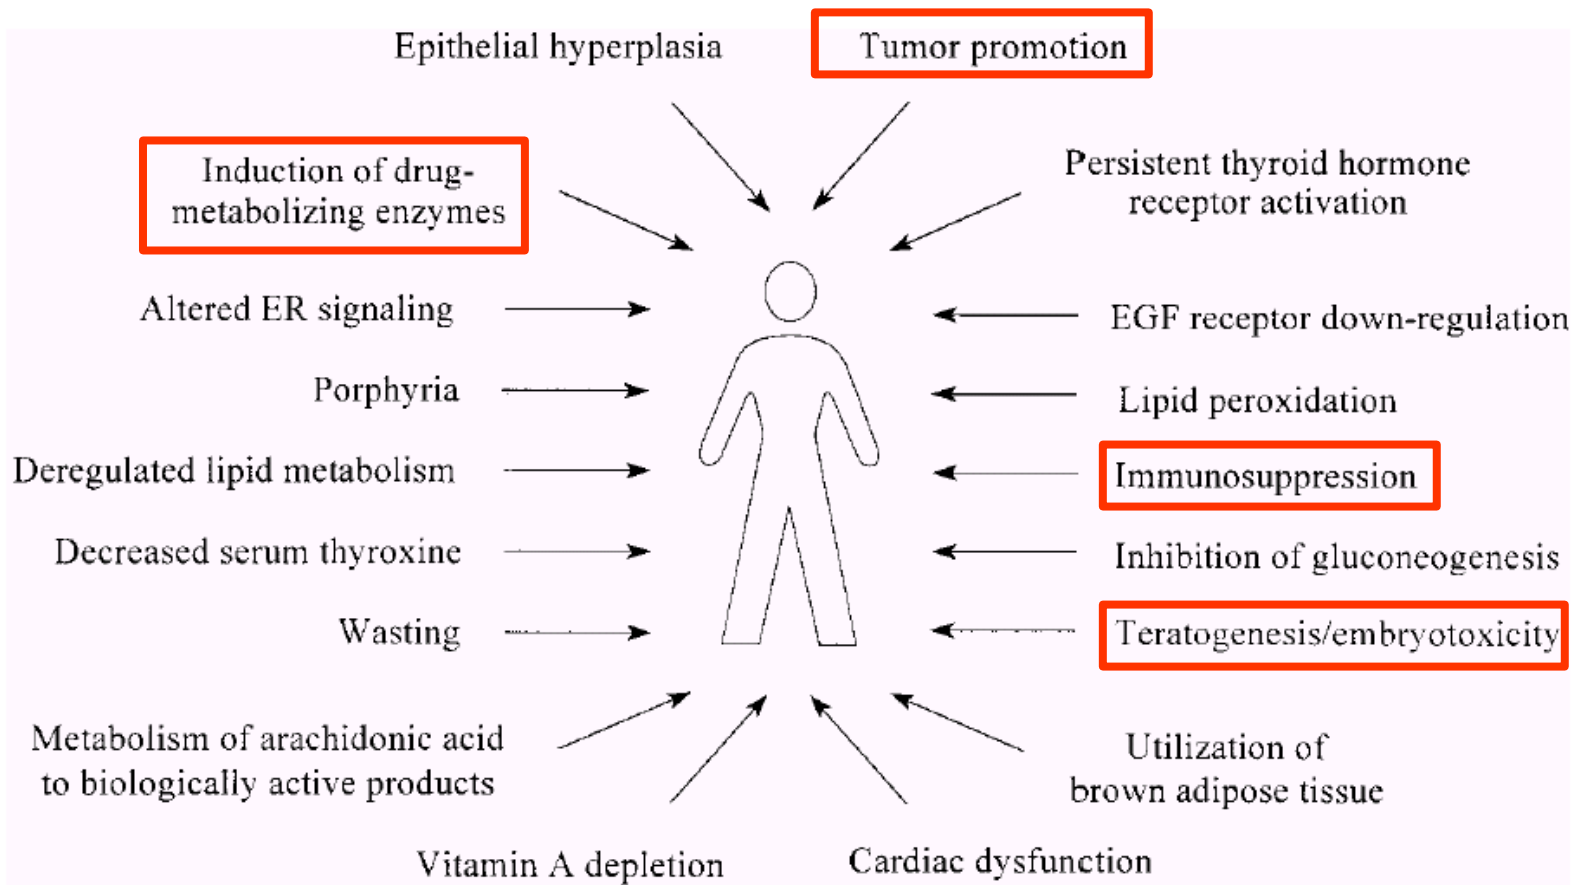 Epithelial hyperplasia
Tumor promotion
Induction of drug-
metabolizing enzymes
Persistent thyroid hormone
receptor activation
Altered ER signaling
EGF receptor down-regulation
Porphyria
Lipid peroxidation
Deregulated lipid metabolism
Immunosuppression
Decreased serum thyroxine
Inhibition of gluconeogenesis
Wasting
Teratogenesis/embryotoxicity
Metabolism of arachidonic acid
to biologically active products
Utilization of
brown adipose tissue
Vitamin A depletion
Cardiac dysfunction